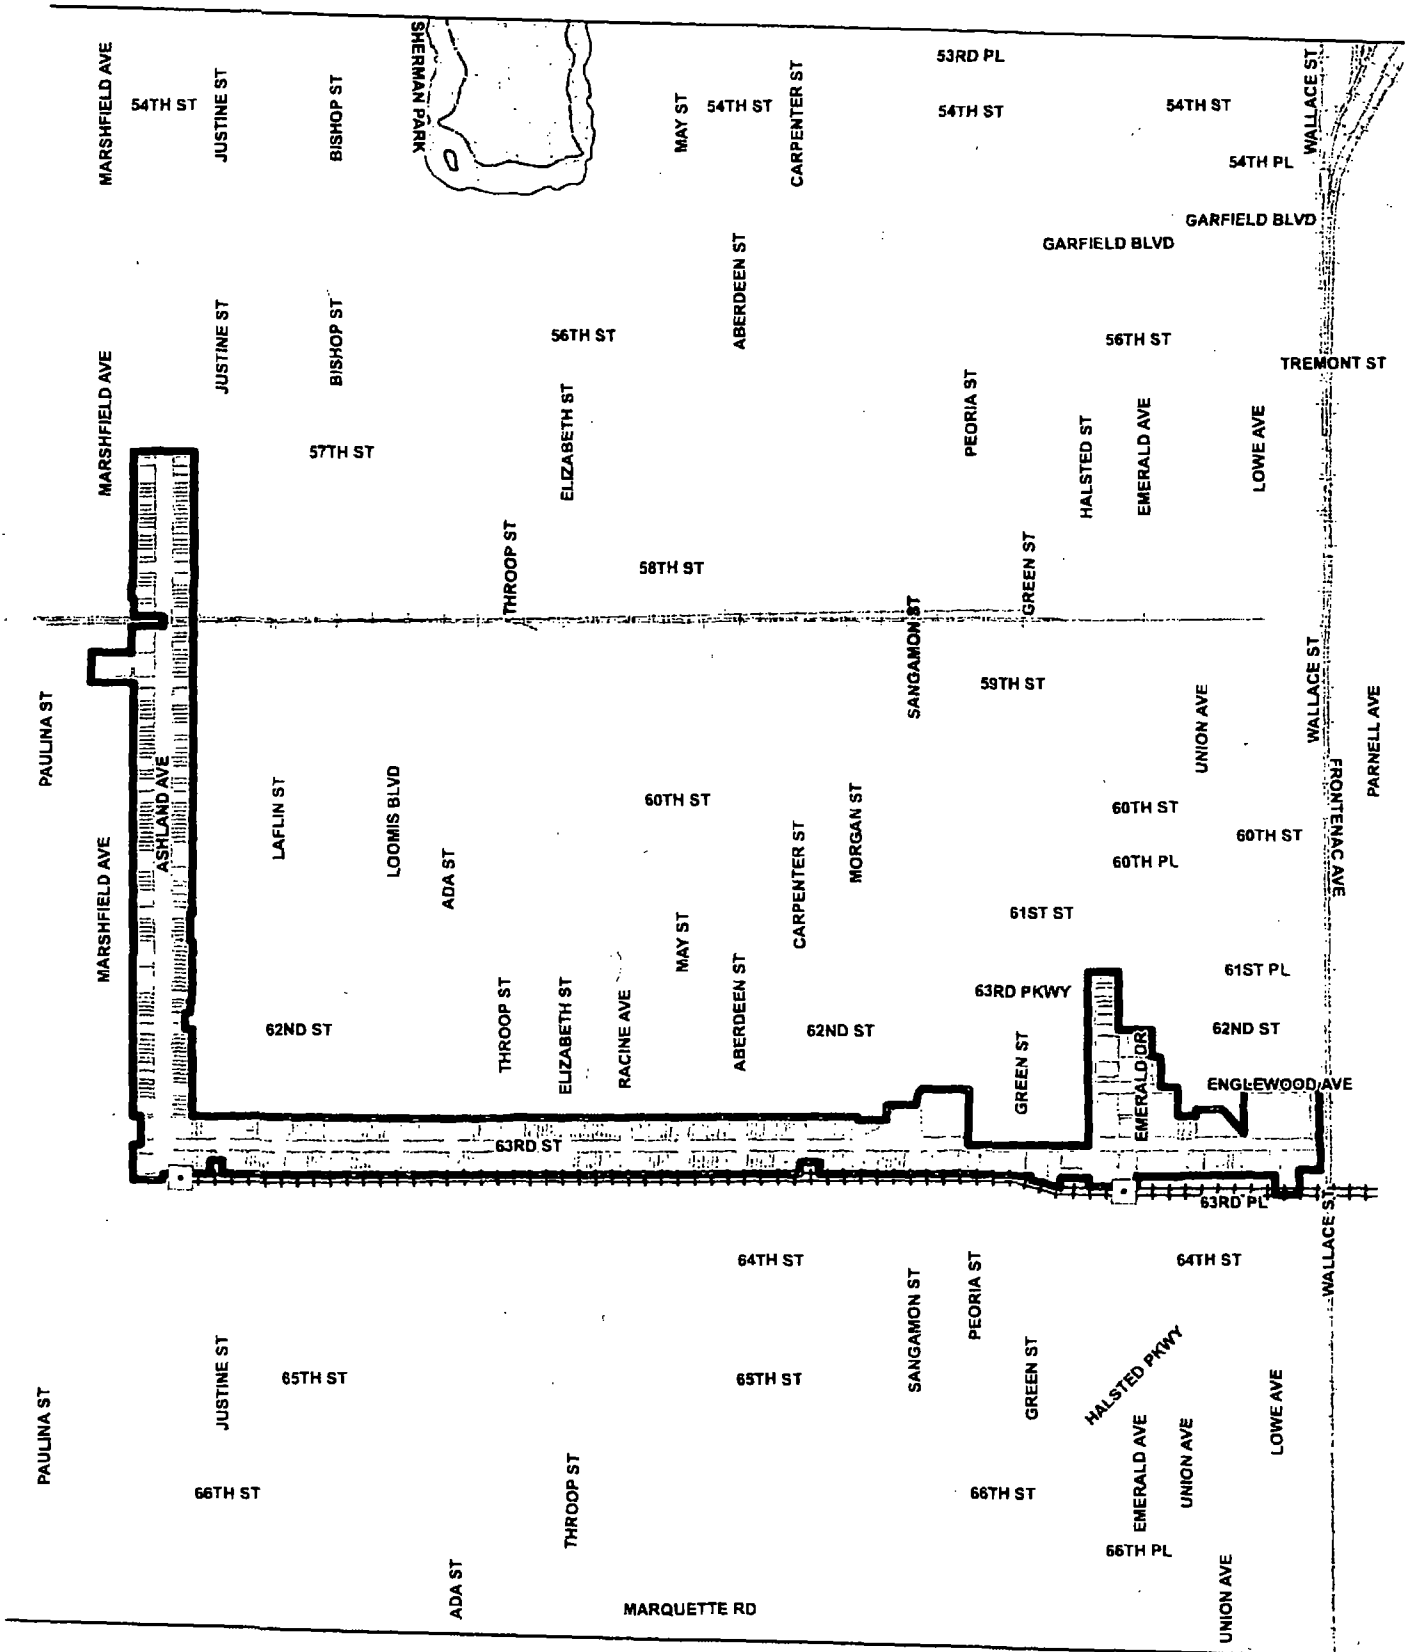 53RD PL
MARSHFIELD AVE
54TH ST
JUSTINE ST
BISHOP ST
SHERMAN PARK
MAY ST
54TH ST
CARPENTER ST
54TH ST
54TH ST
WALLACE ST
54TH PL
GARFIELD BLVD
GARFIELD BLVD
ABERDEEN ST
JUSTINE ST
BISHOP ST
56TH ST
56TH ST
TREMONT ST
MARSHFIELD AVE
ELIZABETH ST
PEORIA ST
HALSTED ST
EMERALD AVE
LOWE AVE
57TH ST
THROOP ST
58TH ST
GREEN ST
SANGAMON ST
59TH ST
WALLACE ST
PAULINA ST
UNION AVE
PARNELL AVE
ASHLAND AVE
LAFLIN ST
LOOMIS BLVD
60TH ST
MORGAN ST
60TH ST
FRONTENAC AVE
60TH ST
60TH PL
MARSHFIELD AVE
ADA ST
CARPENTER ST
61ST ST
MAY ST
61ST PL
63RD PKWY
62ND ST
THROOP ST
ELIZABETH ST
RACINE AVE
ABERDEEN ST
62ND ST
GREEN ST
62ND ST
EMERALD DR
ENGLEWOOD AVE
63RD ST
EMERALD AVE
63RD PL
WALLACE ST
64TH ST
64TH ST
SANGAMON ST
PEORIA ST
JUSTINE ST
65TH ST
65TH ST
GREEN ST
HALSTED PKWY
PAULINA ST
LOWE AVE
EMERALD AVE
UNION AVE
66TH ST
THROOP ST
66TH ST
66TH PL
ADA ST
MARQUETTE RD
UNION AVE